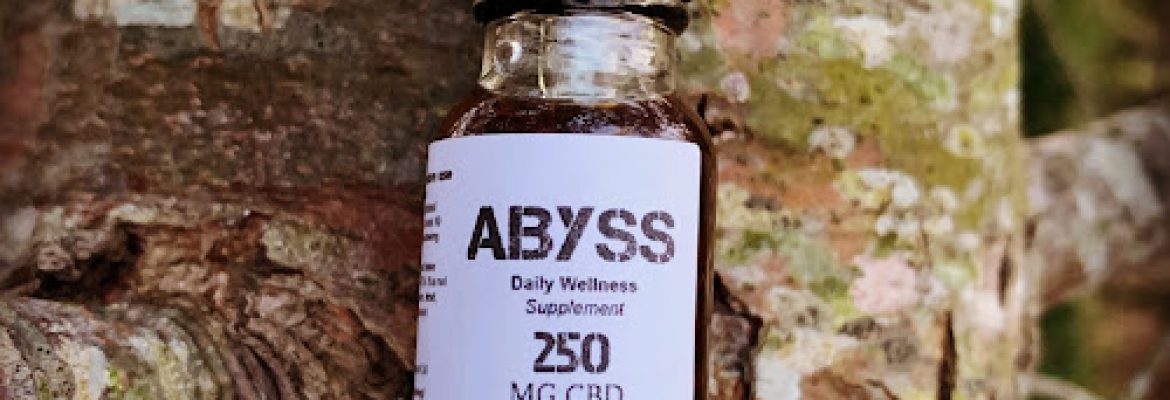 ABYSS
Daily Wellness
Supplement
250
MG CBD